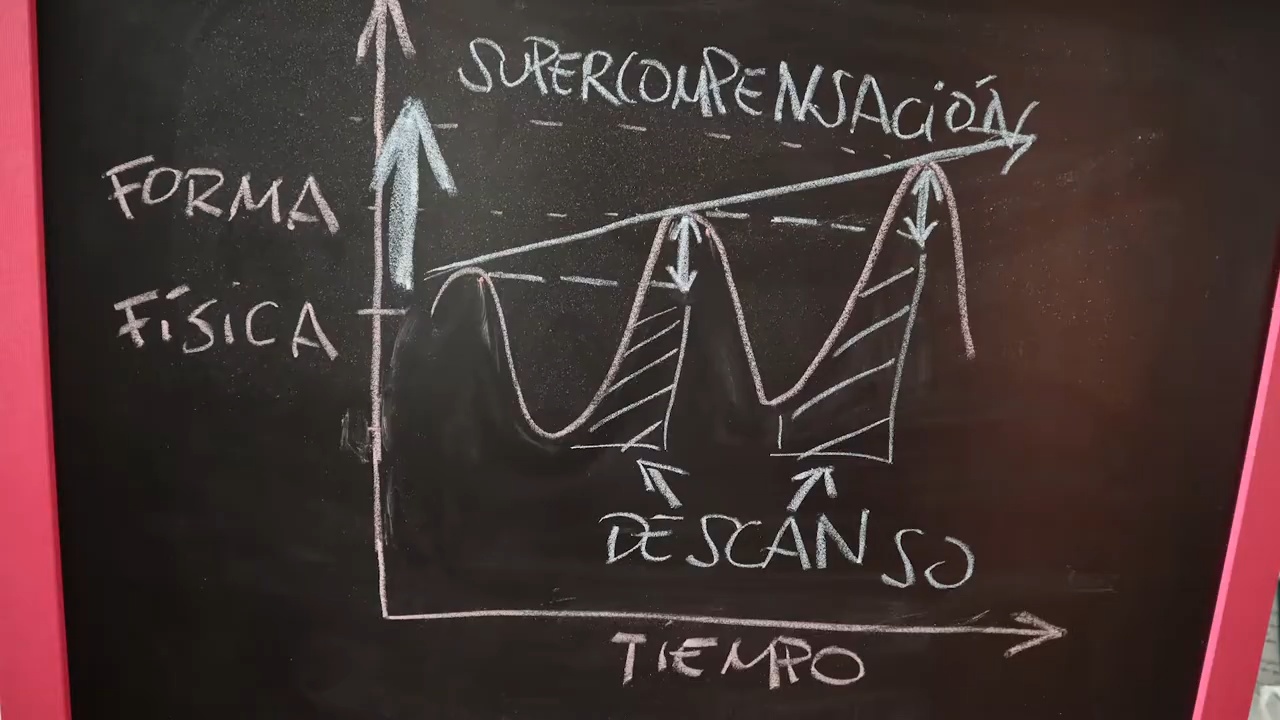 SUPERCOMPENSACIÓN
FORMA
FÍSICA
DESCANSO
TIEMPO